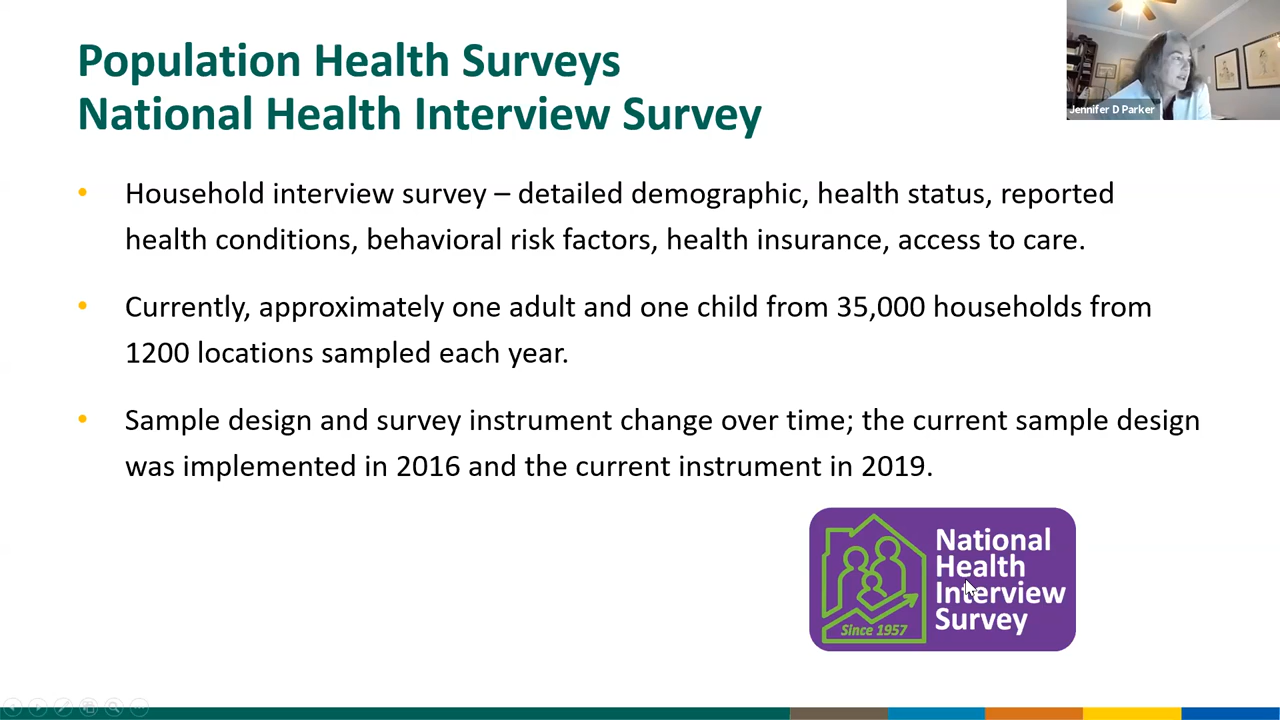 Population Health Surveys
National Health Interview Survey
Jennifer D Parker
• Household interview survey – detailed demographic, health status, reported
health conditions, behavioral risk factors, health insurance, access to care.
• Currently, approximately one adult and one child from 35,000 households from
1200 locations sampled each year.
• Sample design and survey instrument change over time; the current sample design
was implemented in 2016 and the current instrument in 2019.
National
Health
Interview
Survey
Since 1957